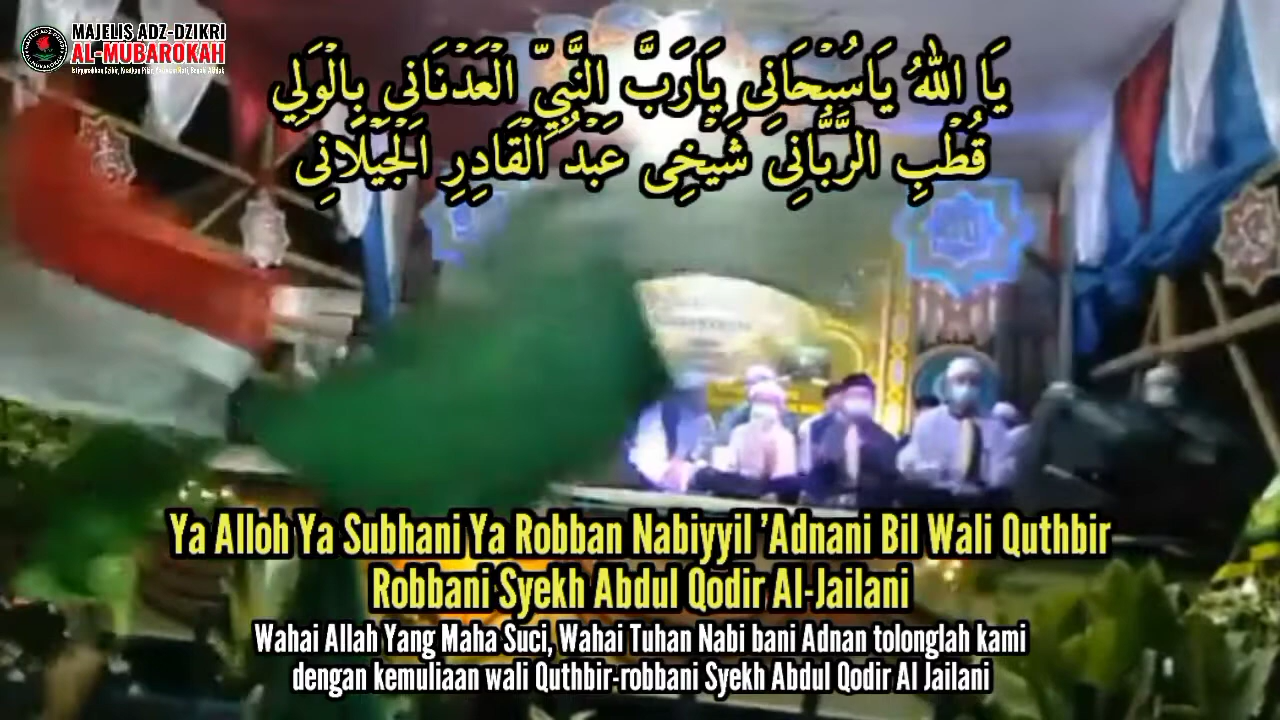 MAJELIS ADZ-DZIKRI
AL-MUBAROKAH
يَا اللهُ يَاسُبْحَانِى يَارَبَّ النَّبِيِّ الْعَدْنَانِى بِالْوَلِي
قُطْبِ الرَّبَّانِى شَيْخِى عَبْدُ الْقَادِرِ الْجَيْلَانِى
Ya Alloh Ya Subhani Ya Robban Nabiyyil 'Adnani Bil Wali Quthbir
Robbani Syekh Abdul Qodir Al-Jailani
Wahai Allah Yang Maha Suci, Wahai Tuhan Nabi bani Adnan tolonglah kami
dengan kemuliaan wali Quthbir-robbani Syekh Abdul Qodir Al Jailani